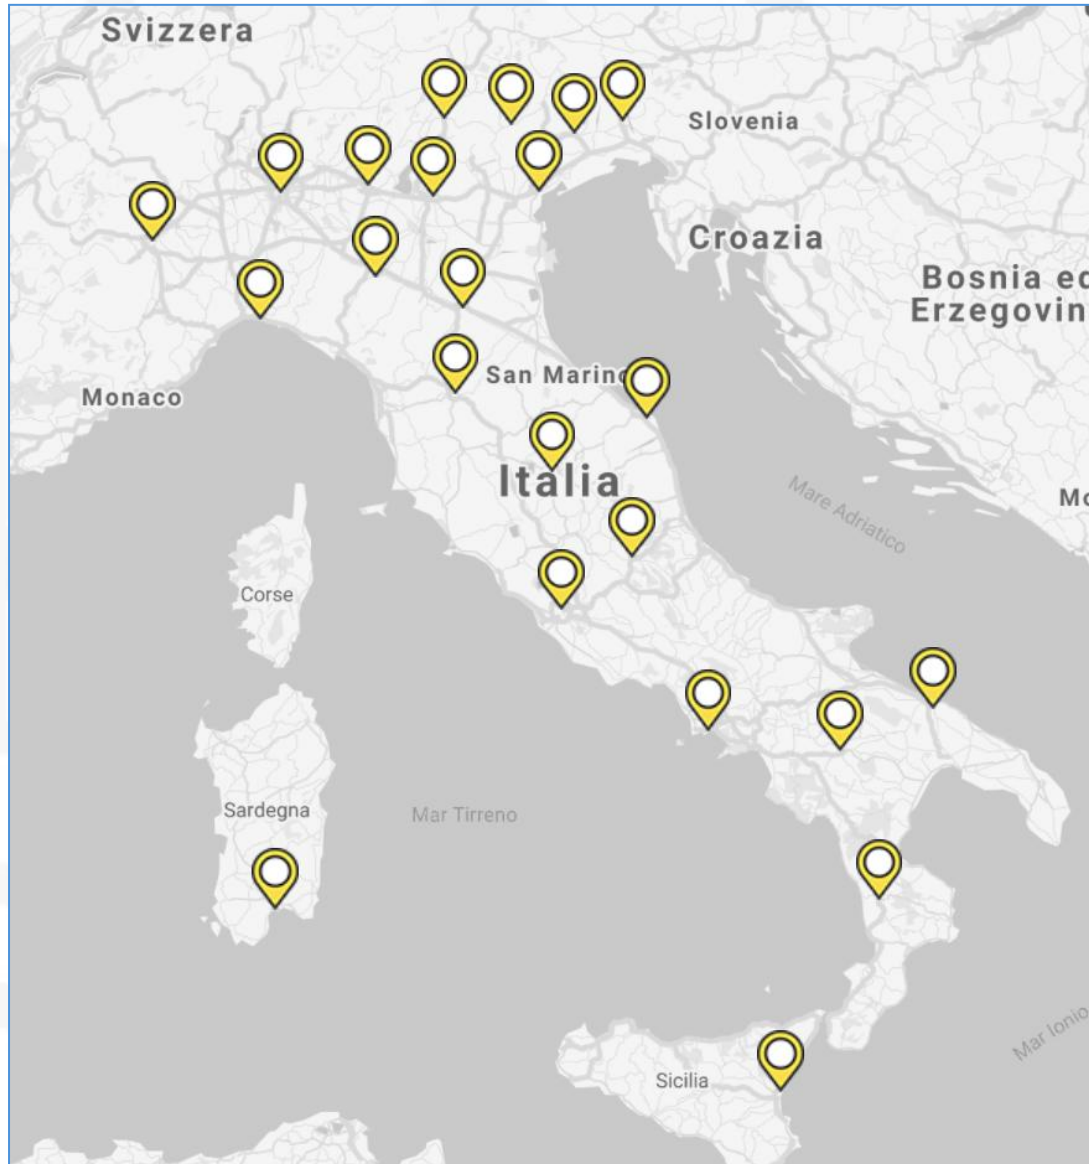 Svizzera
Slovenia
Croazia
Bosnia ed
Erzegovin
San Marino
Monaco
Italia
Mare Adriatico
Mo
Corse
Sardegna
Mar Tirreno
Mar Ionio
Sicilia